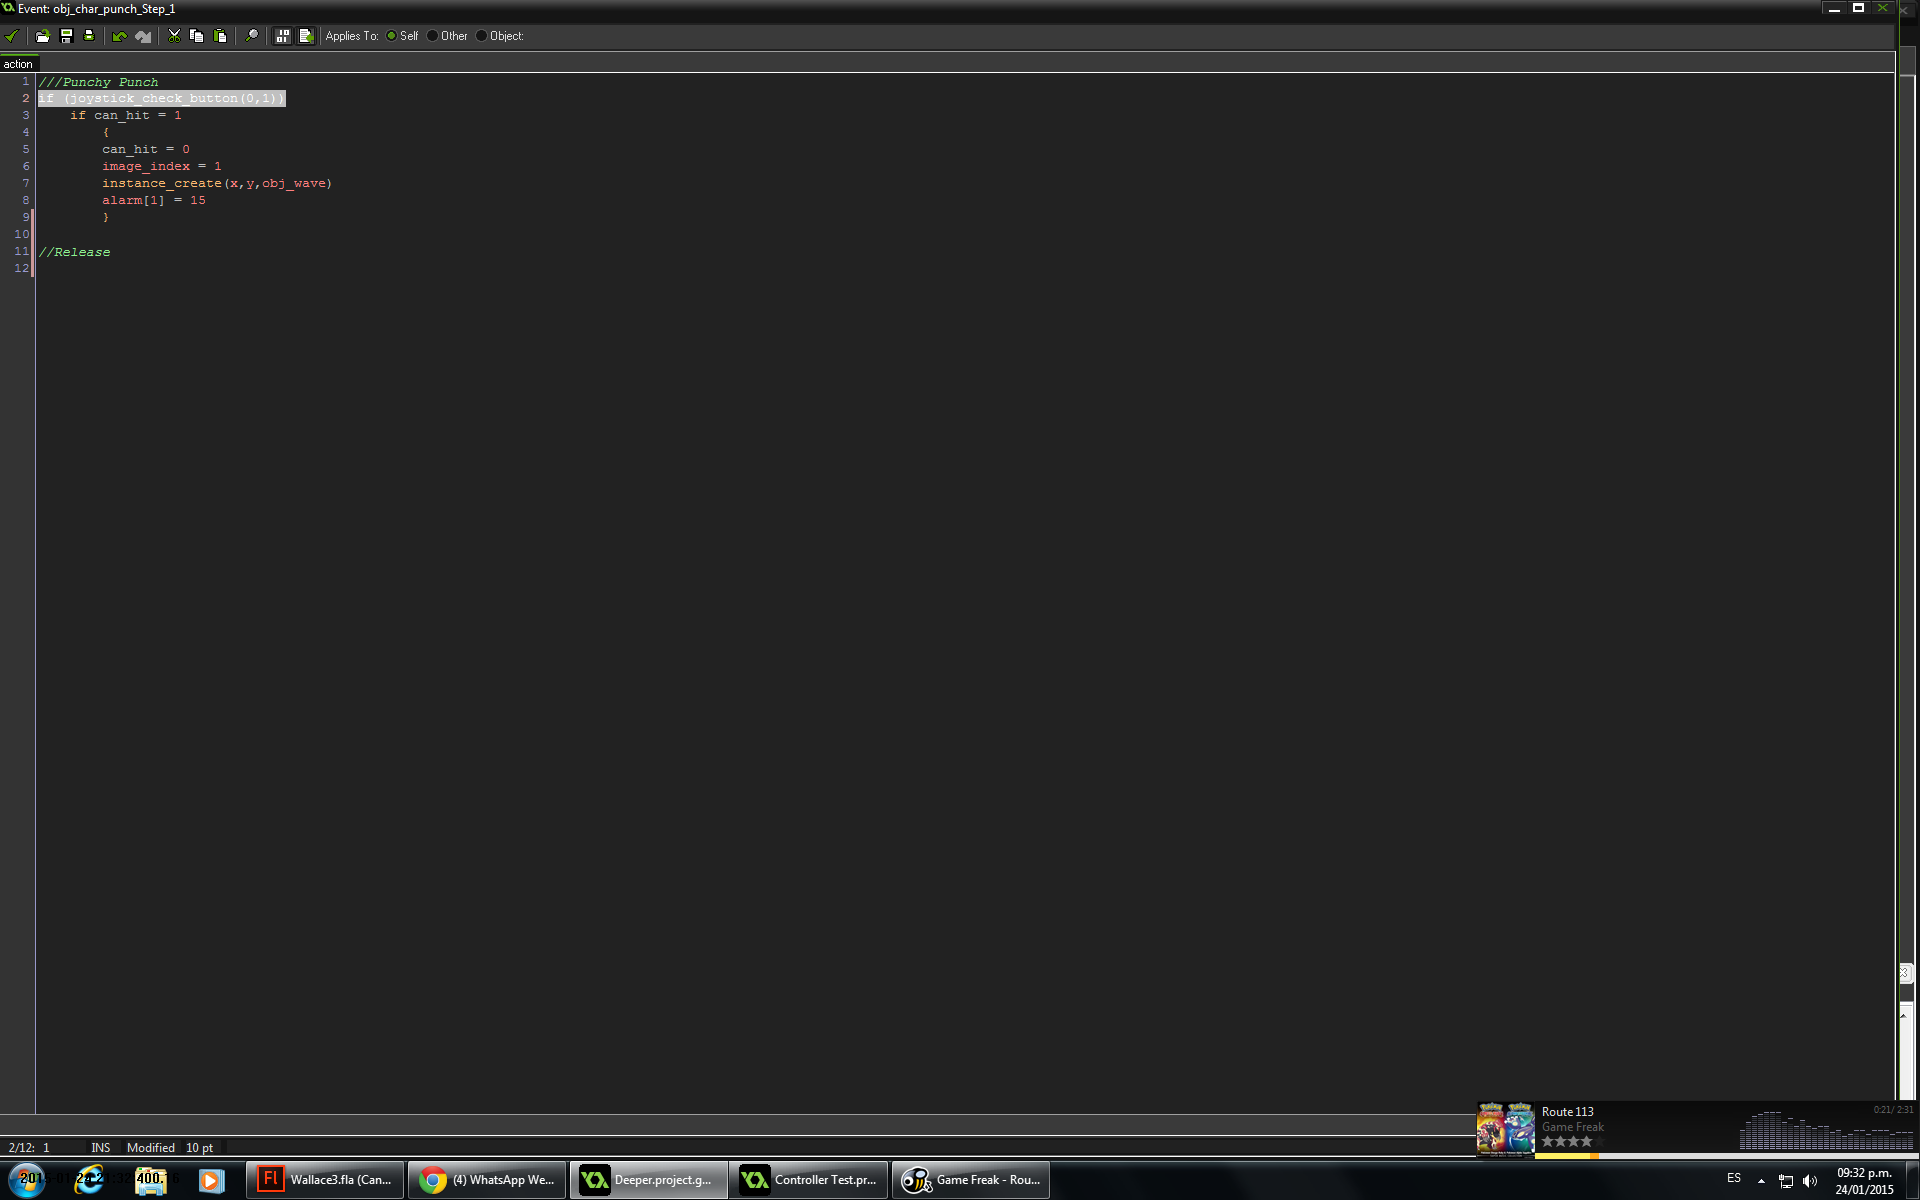 Event: obj_char_punch_Step_1
Applies To: Self Other Object:
action
1 ///Punchy Punch
2 if (joystick_check_button(0,1))
3 if can_hit = 1
4 {
5 can_hit = 0
6 image_index = 1
7 instance_create(x,y,obj_wave)
8 alarm[1] = 15
9 }
10
11 //Release
12
Route 113
0:21/ 2:31
Game Freak
2/12: 1 INS Modified 10 pt
Fl Wallace3.fla (Can...
(4) WhatsApp We...
Deeper.project.g...
Controller Test.pr...
Game Freak - Rou...
ES
09:32 p.m.
24/01/2015